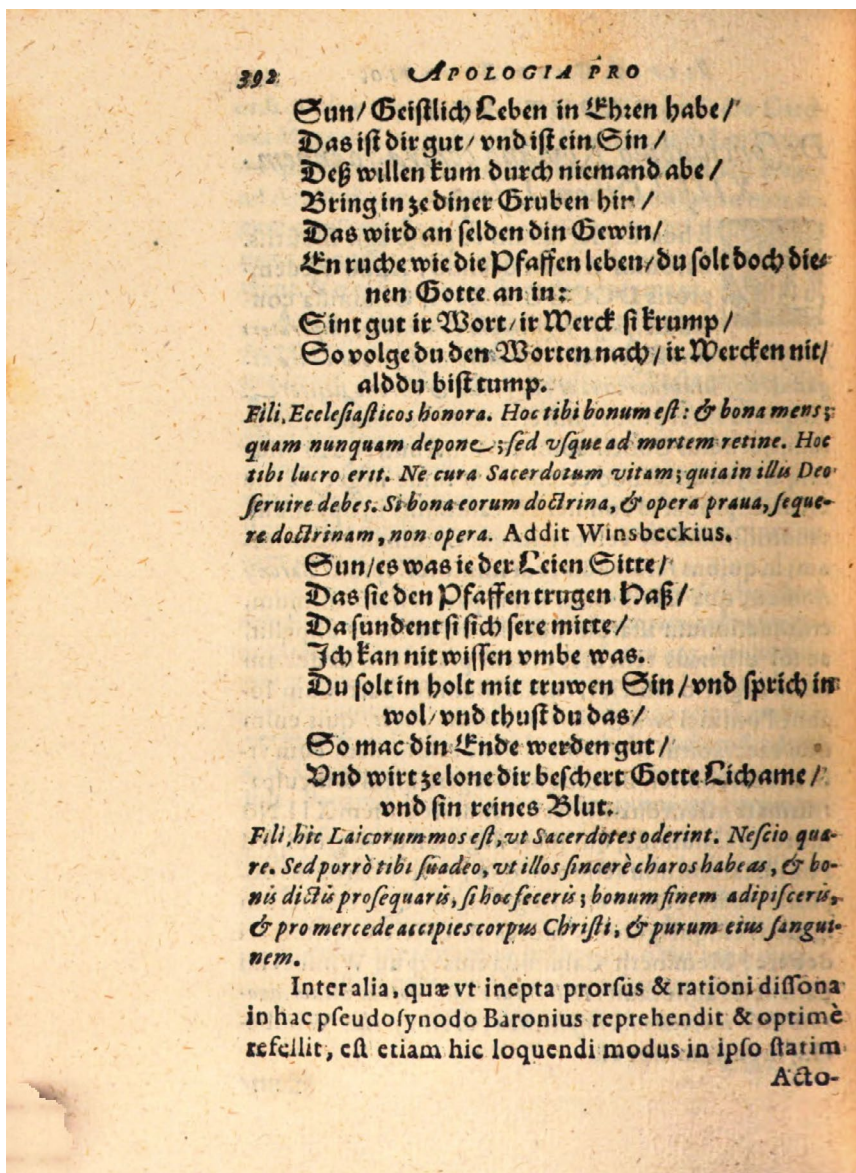 392 APOLOGIA PRO
Sun/ Geistlich Leben in Ehren habe/
Das ist dir gut/ vnd ist ein Sin/
Deß willen kum durch niemand abe/
Bring in ze diner Gruben hin/
Das wird an selden din Gewin/
En ruche wie die Pfaffen leben/ du solt doch die-
nen Gotte an in:
Sint gut ir Wort/ ir Werck si krump/
So volge du den Worten nach/ ir Wercken nit/
ald du bist tump.
Fili, Ecclesiasticos honora. Hoc tibi bonum est: & bona mens;
quam nunquam depone; sed vsque ad mortem retine. Hoc
tibi lucro erit. Ne cura Sacerdotum vitam; quia in illis Deo
seruire debes. Si bona eorum doctrina, & opera praua, seque-
re doctrinam, non opera. Addit Winsbeckius.
Sun/ es was ie der Leien Sitte/
Das sie den Pfaffen trugen Haß/
Da sundent si sich sere mitte/
Ich kan nit wissen vmbe was.
Du solt in holt mit truwen Sin/ vnd sprich in
wol/ vnd thust du das/
So mac din Ende werden gut/
Vnd wirt ze lone dir beschert Gotte Lichame/
vnd sin reines Blut.
Fili, hic Laicorum mos est, vt Sacerdotes oderint. Nescio qua-
re. Sed porrò tibi suadeo, vt illos sincerè charos habeas, & bo-
nis dictis prosequaris, si hoc feceris; bonum finem adipisceris,
& pro mercede accipies corpus Christi, & purum eius sangui-
nem.
Inter alia, quæ vt inepta prorsus & rationi dissona
in hac pseudosynodo Baronius reprehendit & optimè
refellit, est etiam hic loquendi modus in ipso statim
Acto-